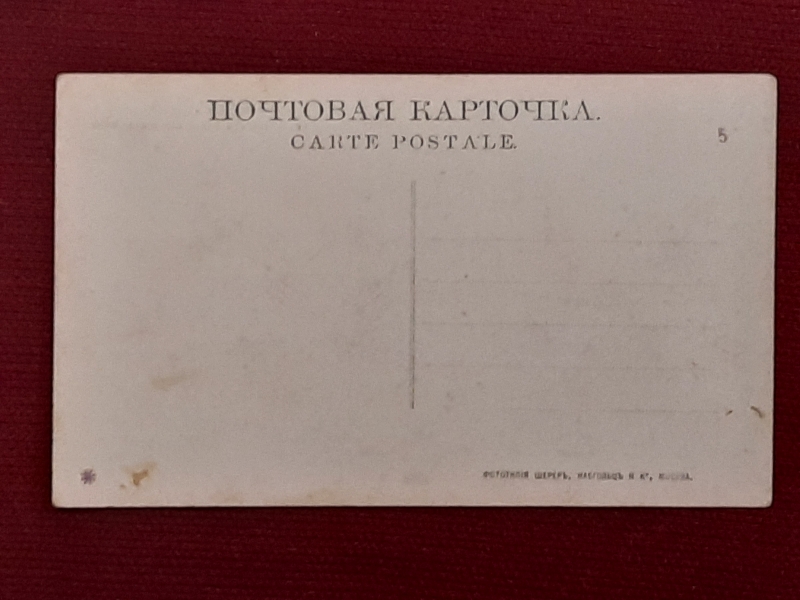 ПОЧТОВАЯ КАРТОЧКА.
CARTE POSTALE.
5
ФОТОТИПІЯ ШЕРЕРЪ, НАБГОЛЬЦЪ И Кº, МОСКВА.